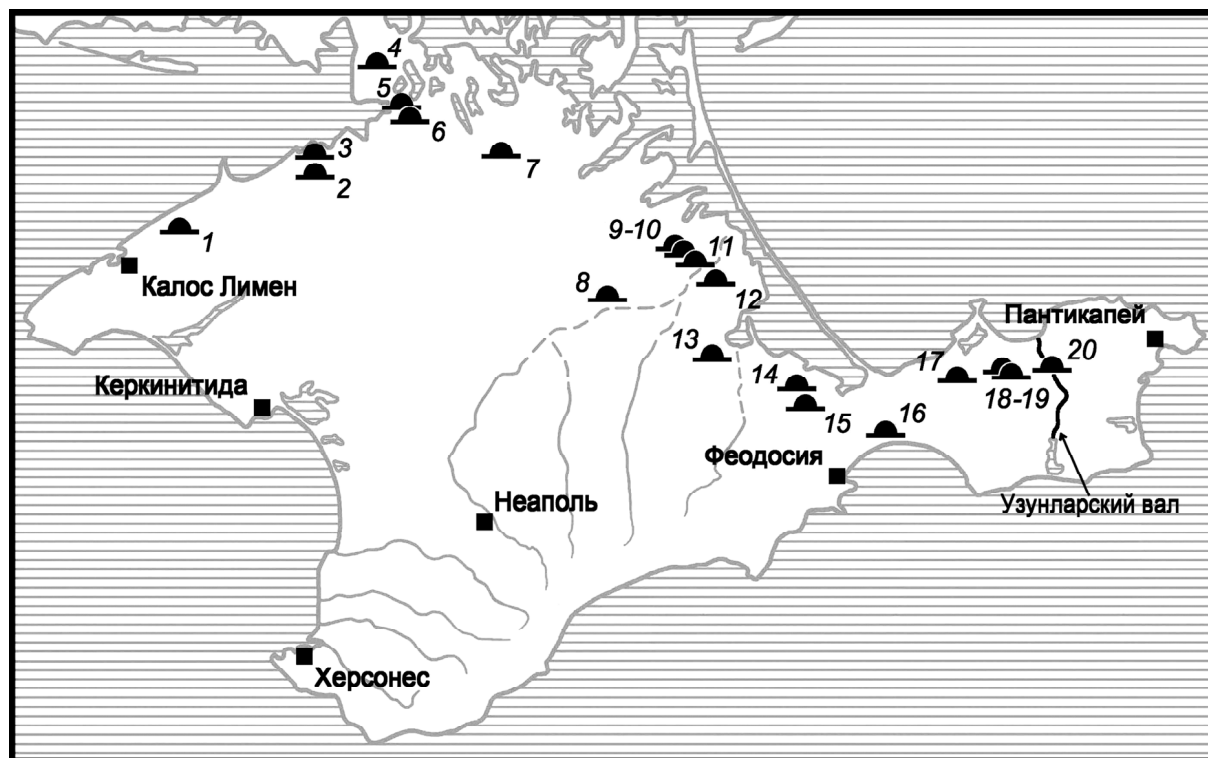 4
5
6
3
2
7
1
Калос Лимен
9-10
11
8
12
13
Пантикапей
20
17
18-19
14
15
16
Керкинитида
Феодосия
Узунларский вал
Неаполь
Херсонес